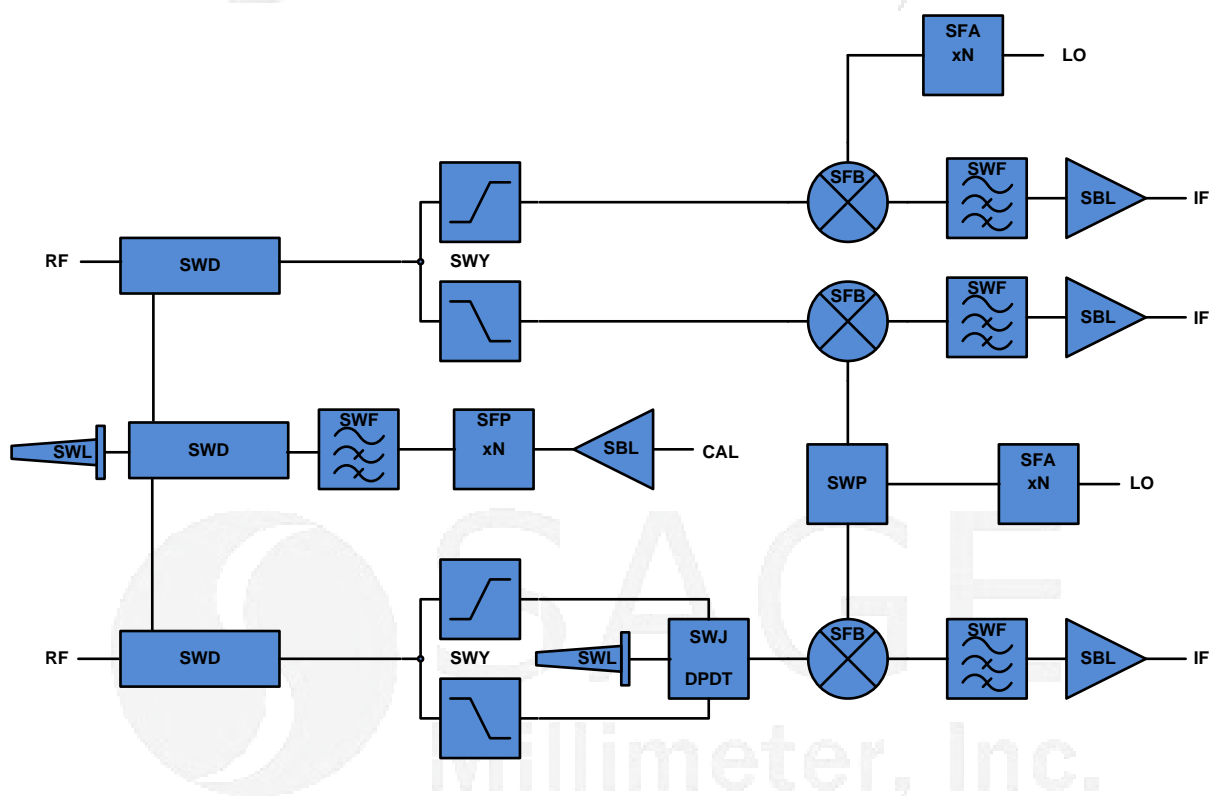 SFA
xN
LO
SFB
SWF
SBL
IF
RF
SWD
SWY
SFB
SWF
SBL
IF
SWL
SWD
SWF
SFP
xN
SBL
CAL
SWP
SFA
xN
LO
RF
SWD
SWY
SWL
SWJ
DPDT
SFB
SWF
SBL
IF
SAGE
Millimeter, Inc.